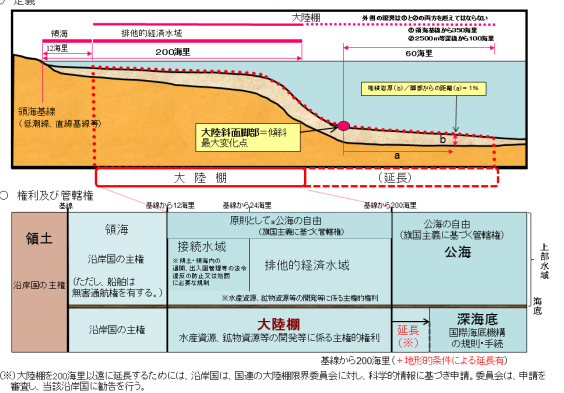 ○ 定義
大陸棚
外側の限界は①と②の両方を超えてはならない
①領海基線から350海里
②2500m等深線から100海里
領海
排他的経済水域
12海里
200海里
60海里
堆積岩厚(b)/脚部からの距離(a)=1%
領海基線
(低潮線、直線基線等)
大陸斜面脚部=傾斜
最大変化点
b
a
大 陸 棚
(延長)
○ 権利及び管轄権
基線
基線から12海里
基線から24海里
基線から200海里
領土
沿岸国の主権
領海
沿岸国の主権
(ただし、船舶は
無害通航権を有する。)
原則として※公海の自由
(旗国主義に基づく管轄権)
接続水域
※領土・領海内の
通関、出入国管理等の法令
違反の防止又は処罰
に必要な規制
排他的経済水域
※水産資源、鉱物資源等の開発等に係る主権的権利
公海の自由
(旗国主義に基づく管轄権)
公海
上部水域
海底
沿岸国の主権
大陸棚
水産資源、鉱物資源等の開発等に係る主権的権利
延長
(※)
深海底
国際海底機構
の規則・手続
基線から200海里(+地形的条件による延長有)
(※)大陸棚を200海里以遠に延長するためには、沿岸国は、国連の大陸棚限界委員会に対し、科学的情報に基づき申請。委員会は、申請を
審査し、当該沿岸国に勧告を行う。